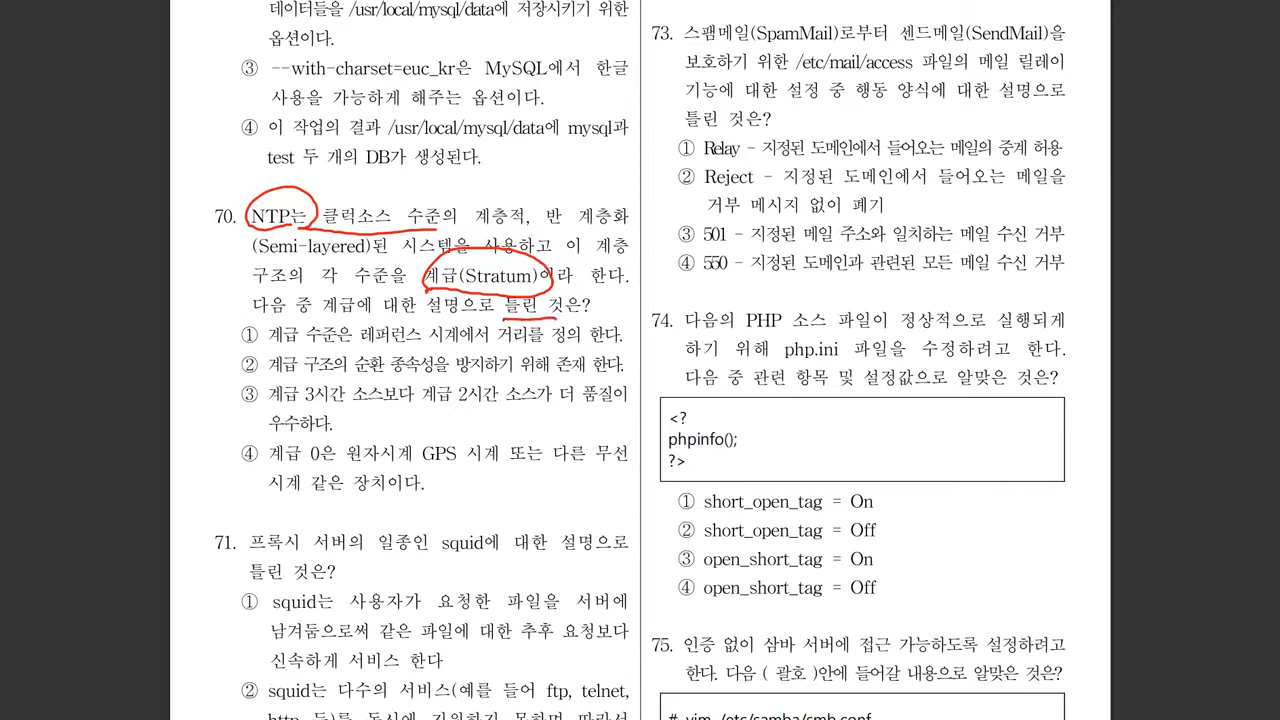 데이터들을 /usr/local/mysql/data에 저장시키기 위한
옵션이다.
③ --with-charset=euc_kr은 MySQL에서 한글
사용을 가능하게 해주는 옵션이다.
④ 이 작업의 결과 /usr/local/mysql/data에 mysql과
test 두 개의 DB가 생성된다.
70. NTP는 클럭소스 수준의 계층적, 반 계층화
(Semi-layered)된 시스템을 사용하고 이 계층
구조의 각 수준을 계급(Stratum)이라 한다.
다음 중 계급에 대한 설명으로 틀린 것은?
① 계급 수준은 레퍼런스 시계에서 거리를 정의 한다.
② 계급 구조의 순환 종속성을 방지하기 위해 존재 한다.
③ 계급 3시간 소스보다 계급 2시간 소스가 더 품질이
우수하다.
④ 계급 0은 원자시계 GPS 시계 또는 다른 무선
시계 같은 장치이다.
71. 프록시 서버의 일종인 squid에 대한 설명으로
틀린 것은?
① squid는 사용자가 요청한 파일을 서버에
남겨둠으로써 같은 파일에 대한 추후 요청보다
신속하게 서비스 한다
② squid는 다수의 서비스(예를 들어 ftp, telnet,
http 등)를 동시에 지원하지 못하며 따라서
73. 스팸메일(SpamMail)로부터 센드메일(SendMail)을
보호하기 위한 /etc/mail/access 파일의 메일 릴레이
기능에 대한 설정 중 행동 양식에 대한 설명으로
틀린 것은?
① Relay - 지정된 도메인에서 들어오는 메일의 중계 허용
② Reject - 지정된 도메인에서 들어오는 메일을
거부 메시지 없이 폐기
③ 501 - 지정된 메일 주소와 일치하는 메일 수신 거부
④ 550 - 지정된 도메인과 관련된 모든 메일 수신 거부
74. 다음의 PHP 소스 파일이 정상적으로 실행되게
하기 위해 php.ini 파일을 수정하려고 한다.
다음 중 관련 항목 및 설정값으로 알맞은 것은?
<?
phpinfo();
?>
① short_open_tag = On
② short_open_tag = Off
③ open_short_tag = On
④ open_short_tag = Off
75. 인증 없이 삼바 서버에 접근 가능하도록 설정하려고
한다. 다음 ( 괄호 )안에 들어갈 내용으로 알맞은 것은?
# vim /etc/samba/smb.conf